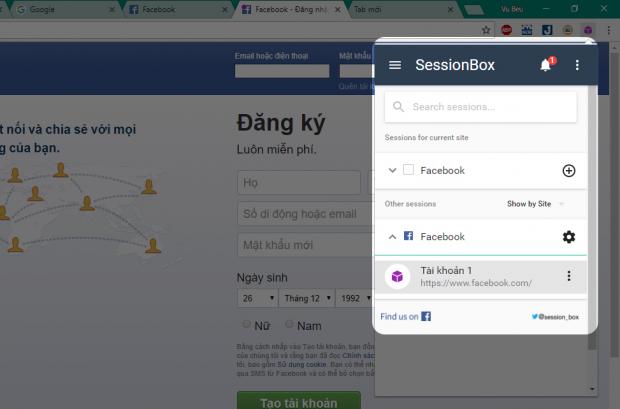 Google
Facebook
Facebook - Đăng nhậ
Tab mới
Vu Beu
Email hoặc điện thoại
Mật khẩu
Quên tài
t nối và chia sẻ với mọi
g của bạn.
Đăng ký
Luôn miễn phí.
Họ
Số di động hoặc email
Mật khẩu mới
Ngày sinh
26
Tháng 12
1992
Nữ
Nam
Bằng cách nhấp vào Tạo tài khoản, bạn đồn
của chúng tôi và rằng bạn đã đọc Chính sác
tôi, bao gồm Sử dụng cookie. Bạn có thể nh
qua SMS từ Facebook và có thể bỏ chọn bấ
Tạo tài khoản
SessionBox
1
Search sessions...
Sessions for current site
Facebook
Other sessions
Show by Site
Facebook
Tài khoản 1
https://www.facebook.com/
Find us on
@session_box